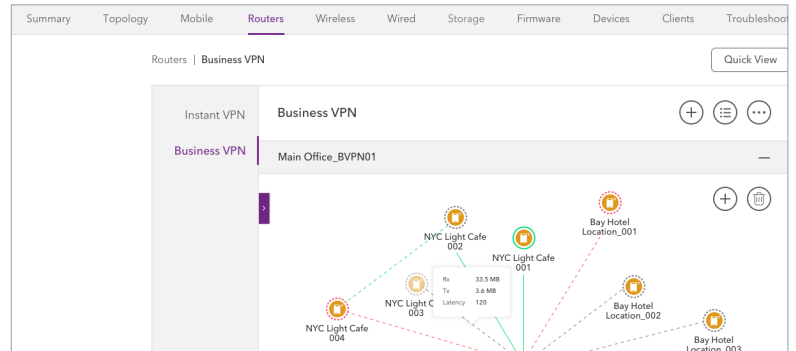 Summary Topology Mobile Routers Wireless Wired Storage Firmware Devices Clients Troubleshoot
Routers | Business VPN
Quick View
Instant VPN
Business VPN
Business VPN
Main Office_BVPN01
NYC Light Cafe
002
NYC Light Cafe
001
Bay Hotel
Location_001
Rx 33.5 MB
Tx 3.6 MB
Latency 120
NYC Light C
003
Bay Hotel
Location_002
NYC Light Cafe
004
Bay Hotel
Location_003